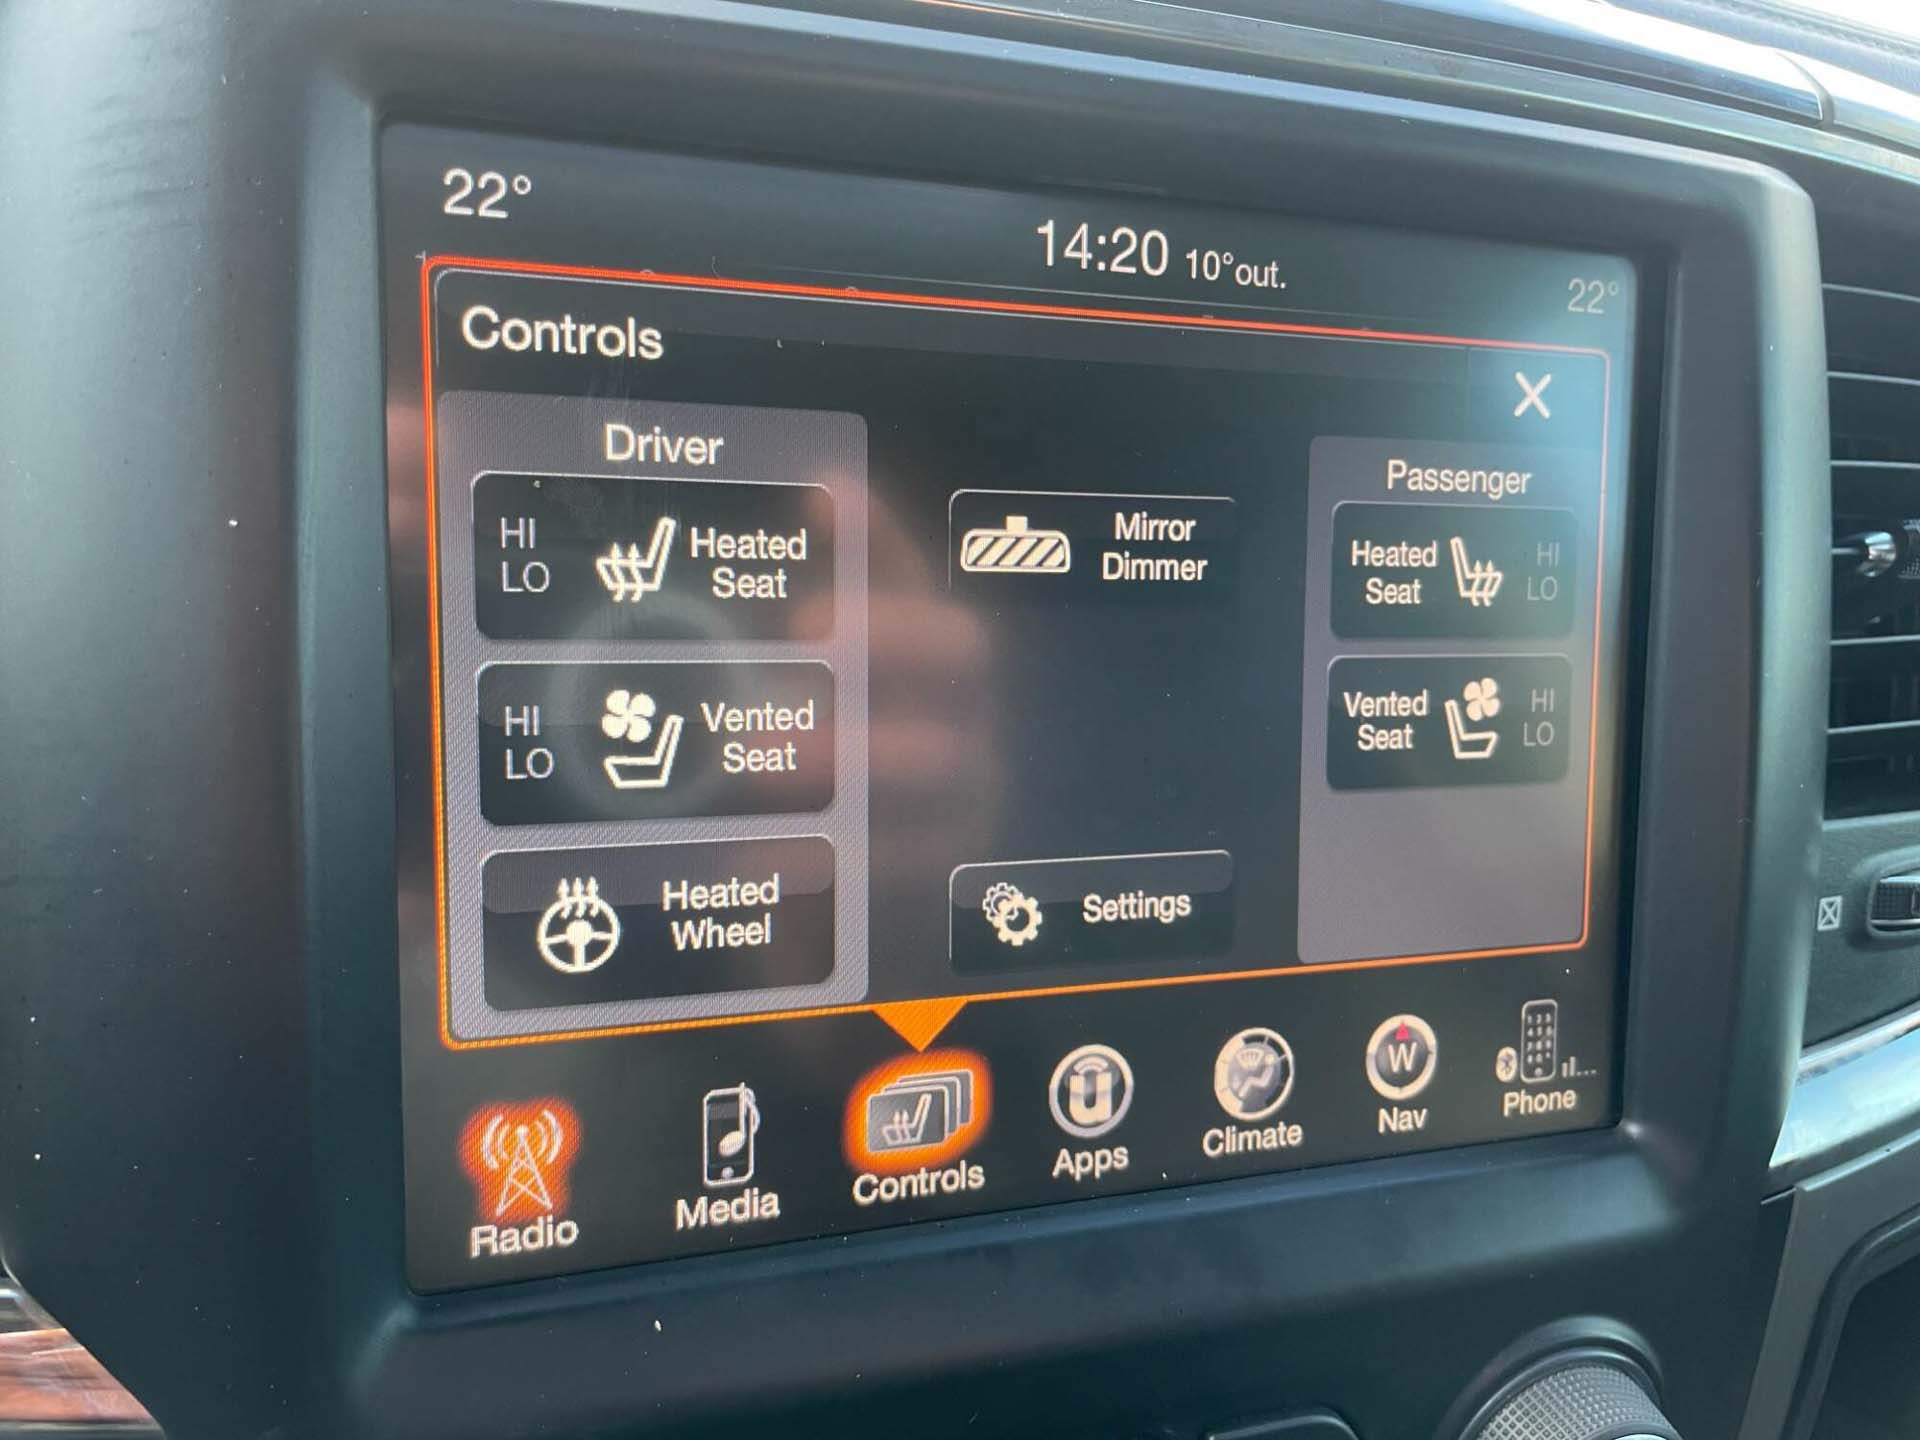 22°
14:20 10°out.
22°
Controls
X
Driver
HI
LO
Heated
Seat
HI
LO
Vented
Seat
Heated
Wheel
Mirror
Dimmer
Settings
Passenger
Heated
Seat
HI
LO
Vented
Seat
HI
LO
Radio
Media
Controls
Apps
Climate
W
Nav
Phone